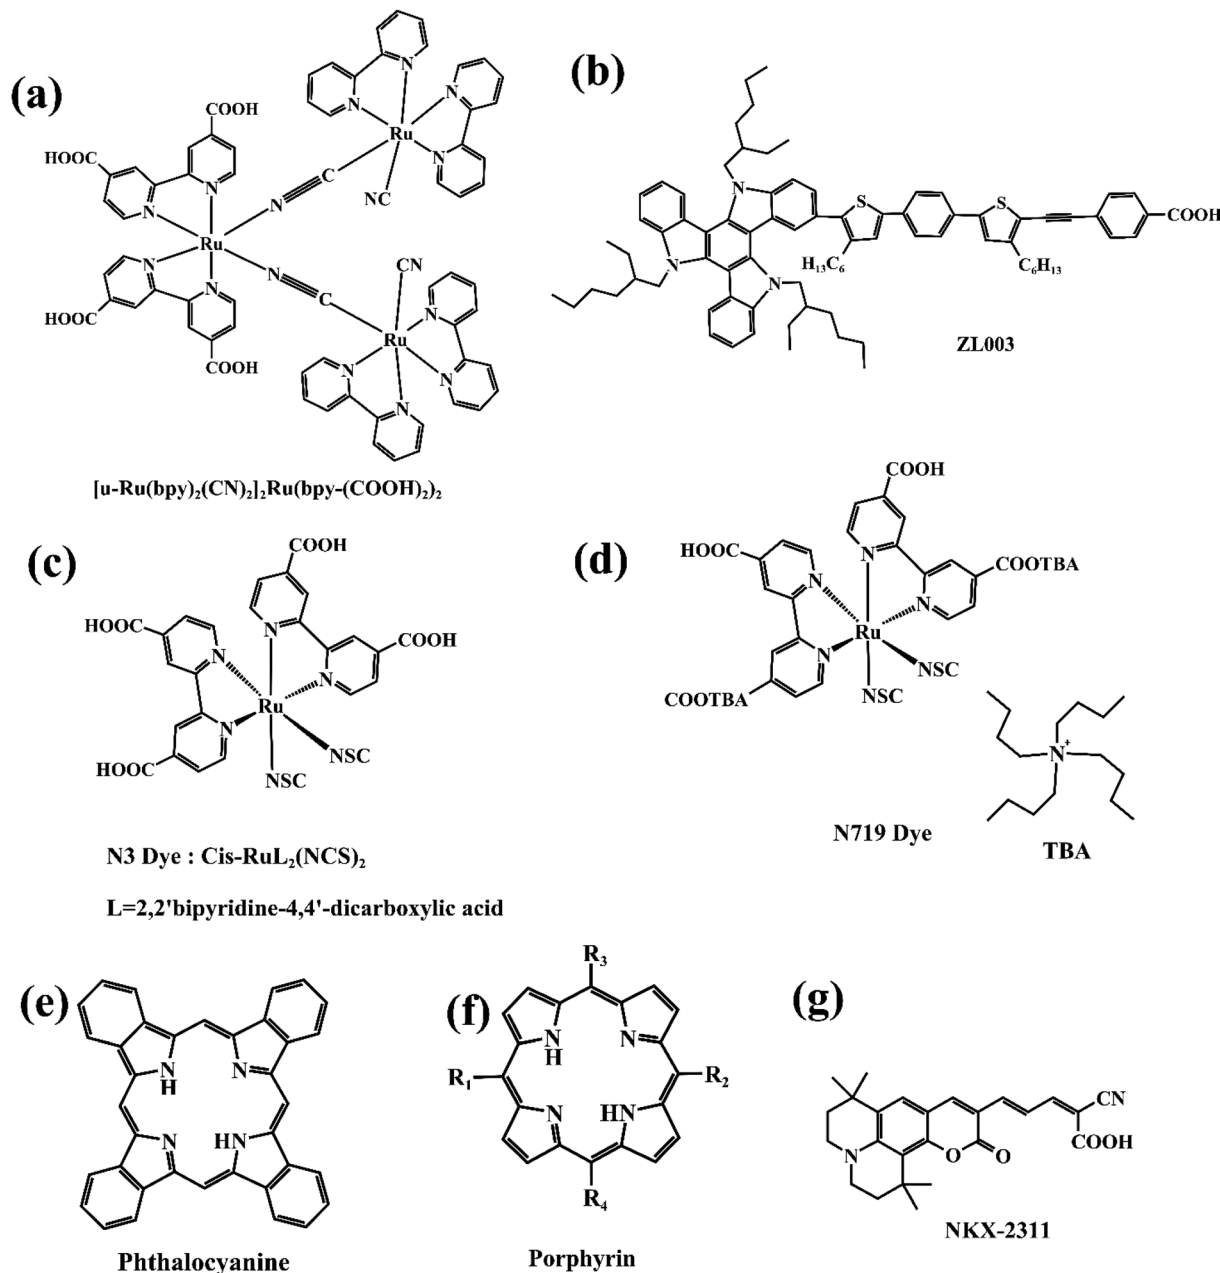 (a)
COOH
HOOC
N
N
N
N
Ru
NC
N
C
N
N
Ru
N
N
N
C
CN
HOOC
COOH
N
N
Ru
N
N
[u-Ru(bpy)₂(CN)₂]₂Ru(bpy-(COOH)₂)₂
(b)
N
S
S
COOH
N
H₁₃C₆
N
C₆H₁₃
ZL003
(c)
COOH
HOOC
COOH
N
N
N
Ru
N
HOOC
NSC
NSC
N3 Dye : Cis-RuL₂(NCS)₂
L=2,2'bipyridine-4,4'-dicarboxylic acid
(d)
COOH
HOOC
COOTBA
N
N
N
Ru
N
COOTBA
NSC
NSC
N⁺
N719 Dye
TBA
(e)
N
H
N
N
HN
Phthalocyanine
(f)
R₃
N
H
N
R₁
R₂
N
HN
R₄
Porphyrin
(g)
CN
COOH
N
O
O
NKX-2311